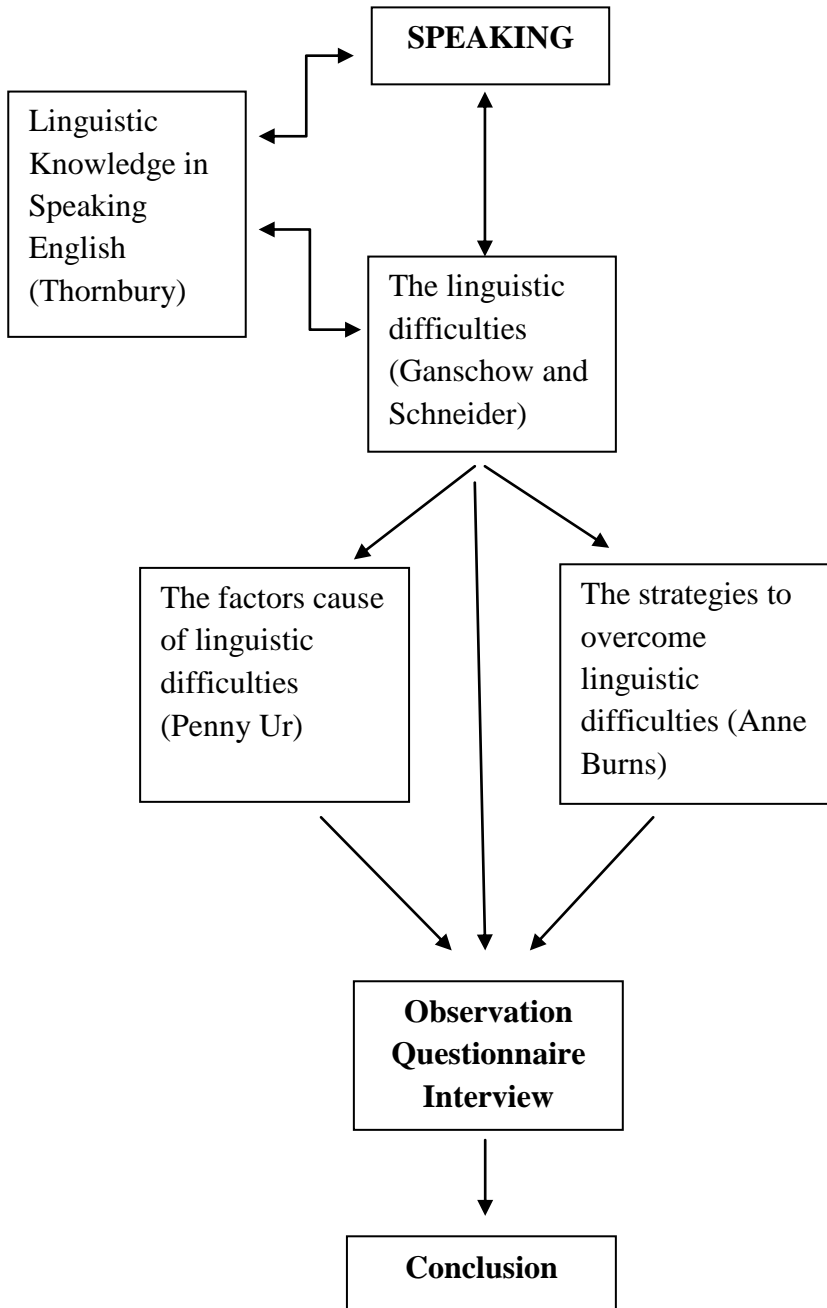 SPEAKING
Linguistic
Knowledge in
Speaking
English
(Thornbury)
The linguistic
difficulties
(Ganschow and
Schneider)
The factors cause
of linguistic
difficulties
(Penny Ur)
The strategies to
overcome
linguistic
difficulties (Anne
Burns)
Observation
Questionnaire
Interview
Conclusion